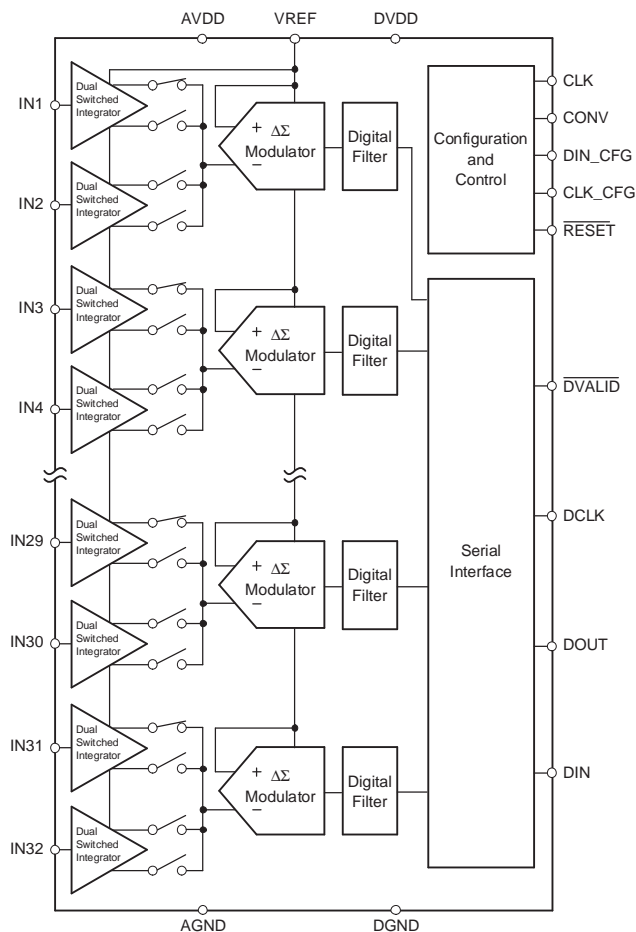 AVDD VREF DVDD
IN1
Dual
Switched
Integrator
IN2
Dual
Switched
Integrator
+ ΔΣ
Modulator
−
Digital
Filter
Configuration
and
Control
CLK
CONV
DIN_CFG
CLK_CFG
RESET
IN3
Dual
Switched
Integrator
IN4
Dual
Switched
Integrator
+ ΔΣ
Modulator
−
Digital
Filter
IN29
Dual
Switched
Integrator
IN30
Dual
Switched
Integrator
+ ΔΣ
Modulator
−
Digital
Filter
IN31
Dual
Switched
Integrator
IN32
Dual
Switched
Integrator
+ ΔΣ
Modulator
−
Digital
Filter
Serial
Interface
DVALID
DCLK
DOUT
DIN
AGND DGND